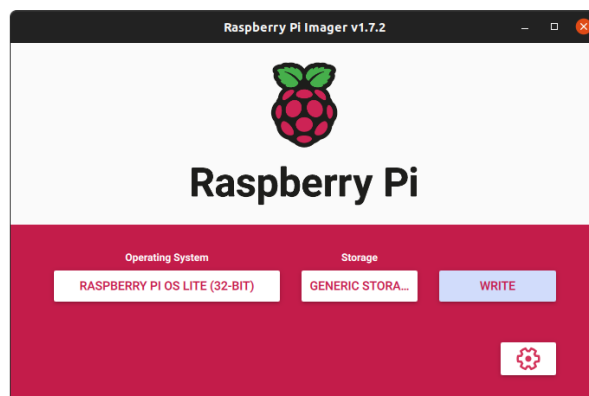 Raspberry Pi Imager v1.7.2
Raspberry Pi
Operating System
Storage
RASPBERRY PI OS LITE (32-BIT)
GENERIC STORA...
WRITE